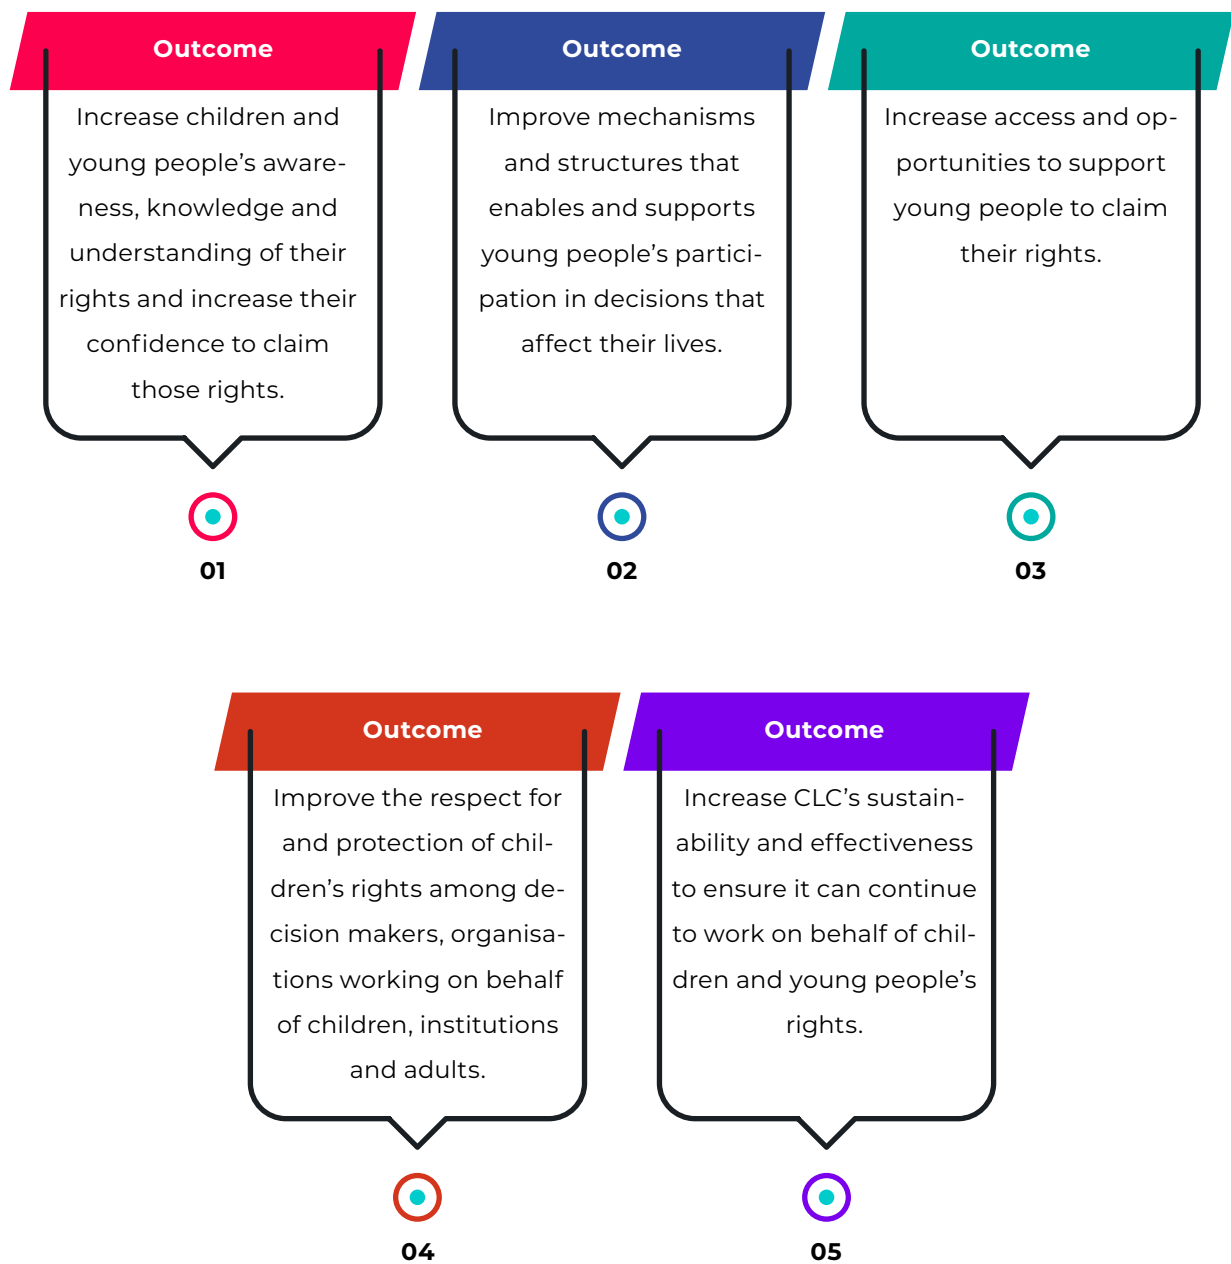 Outcome
Increase children and
young people’s aware-
ness, knowledge and
understanding of their
rights and increase their
confidence to claim
those rights.
01
Outcome
Improve mechanisms
and structures that
enables and supports
young people’s partici-
pation in decisions that
affect their lives.
02
Outcome
Increase access and op-
portunities to support
young people to claim
their rights.
03
Outcome
Improve the respect for
and protection of chil-
dren’s rights among de-
cision makers, organisa-
tions working on behalf
of children, institutions
and adults.
04
Outcome
Increase CLC’s sustain-
ability and effectiveness
to ensure it can continue
to work on behalf of chil-
dren and young people’s
rights.
05